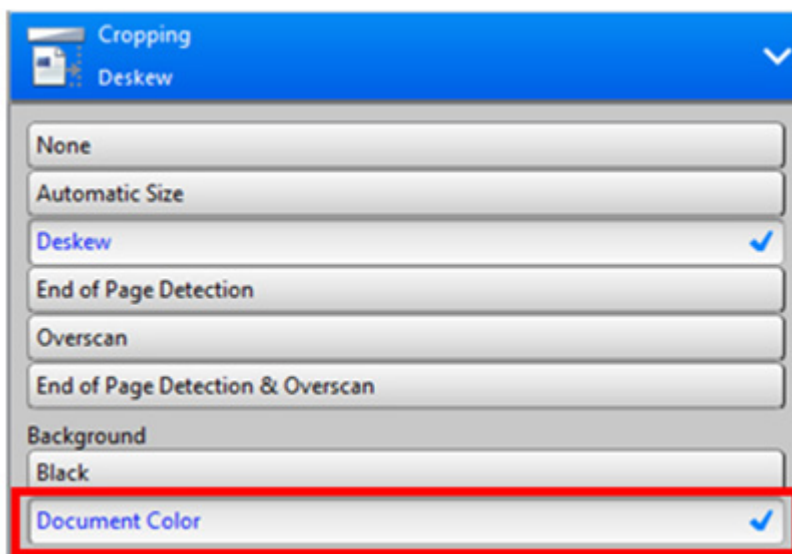 Cropping
Deskew
None
Automatic Size
Deskew
End of Page Detection
Overscan
End of Page Detection & Overscan
Background
Black
Document Color